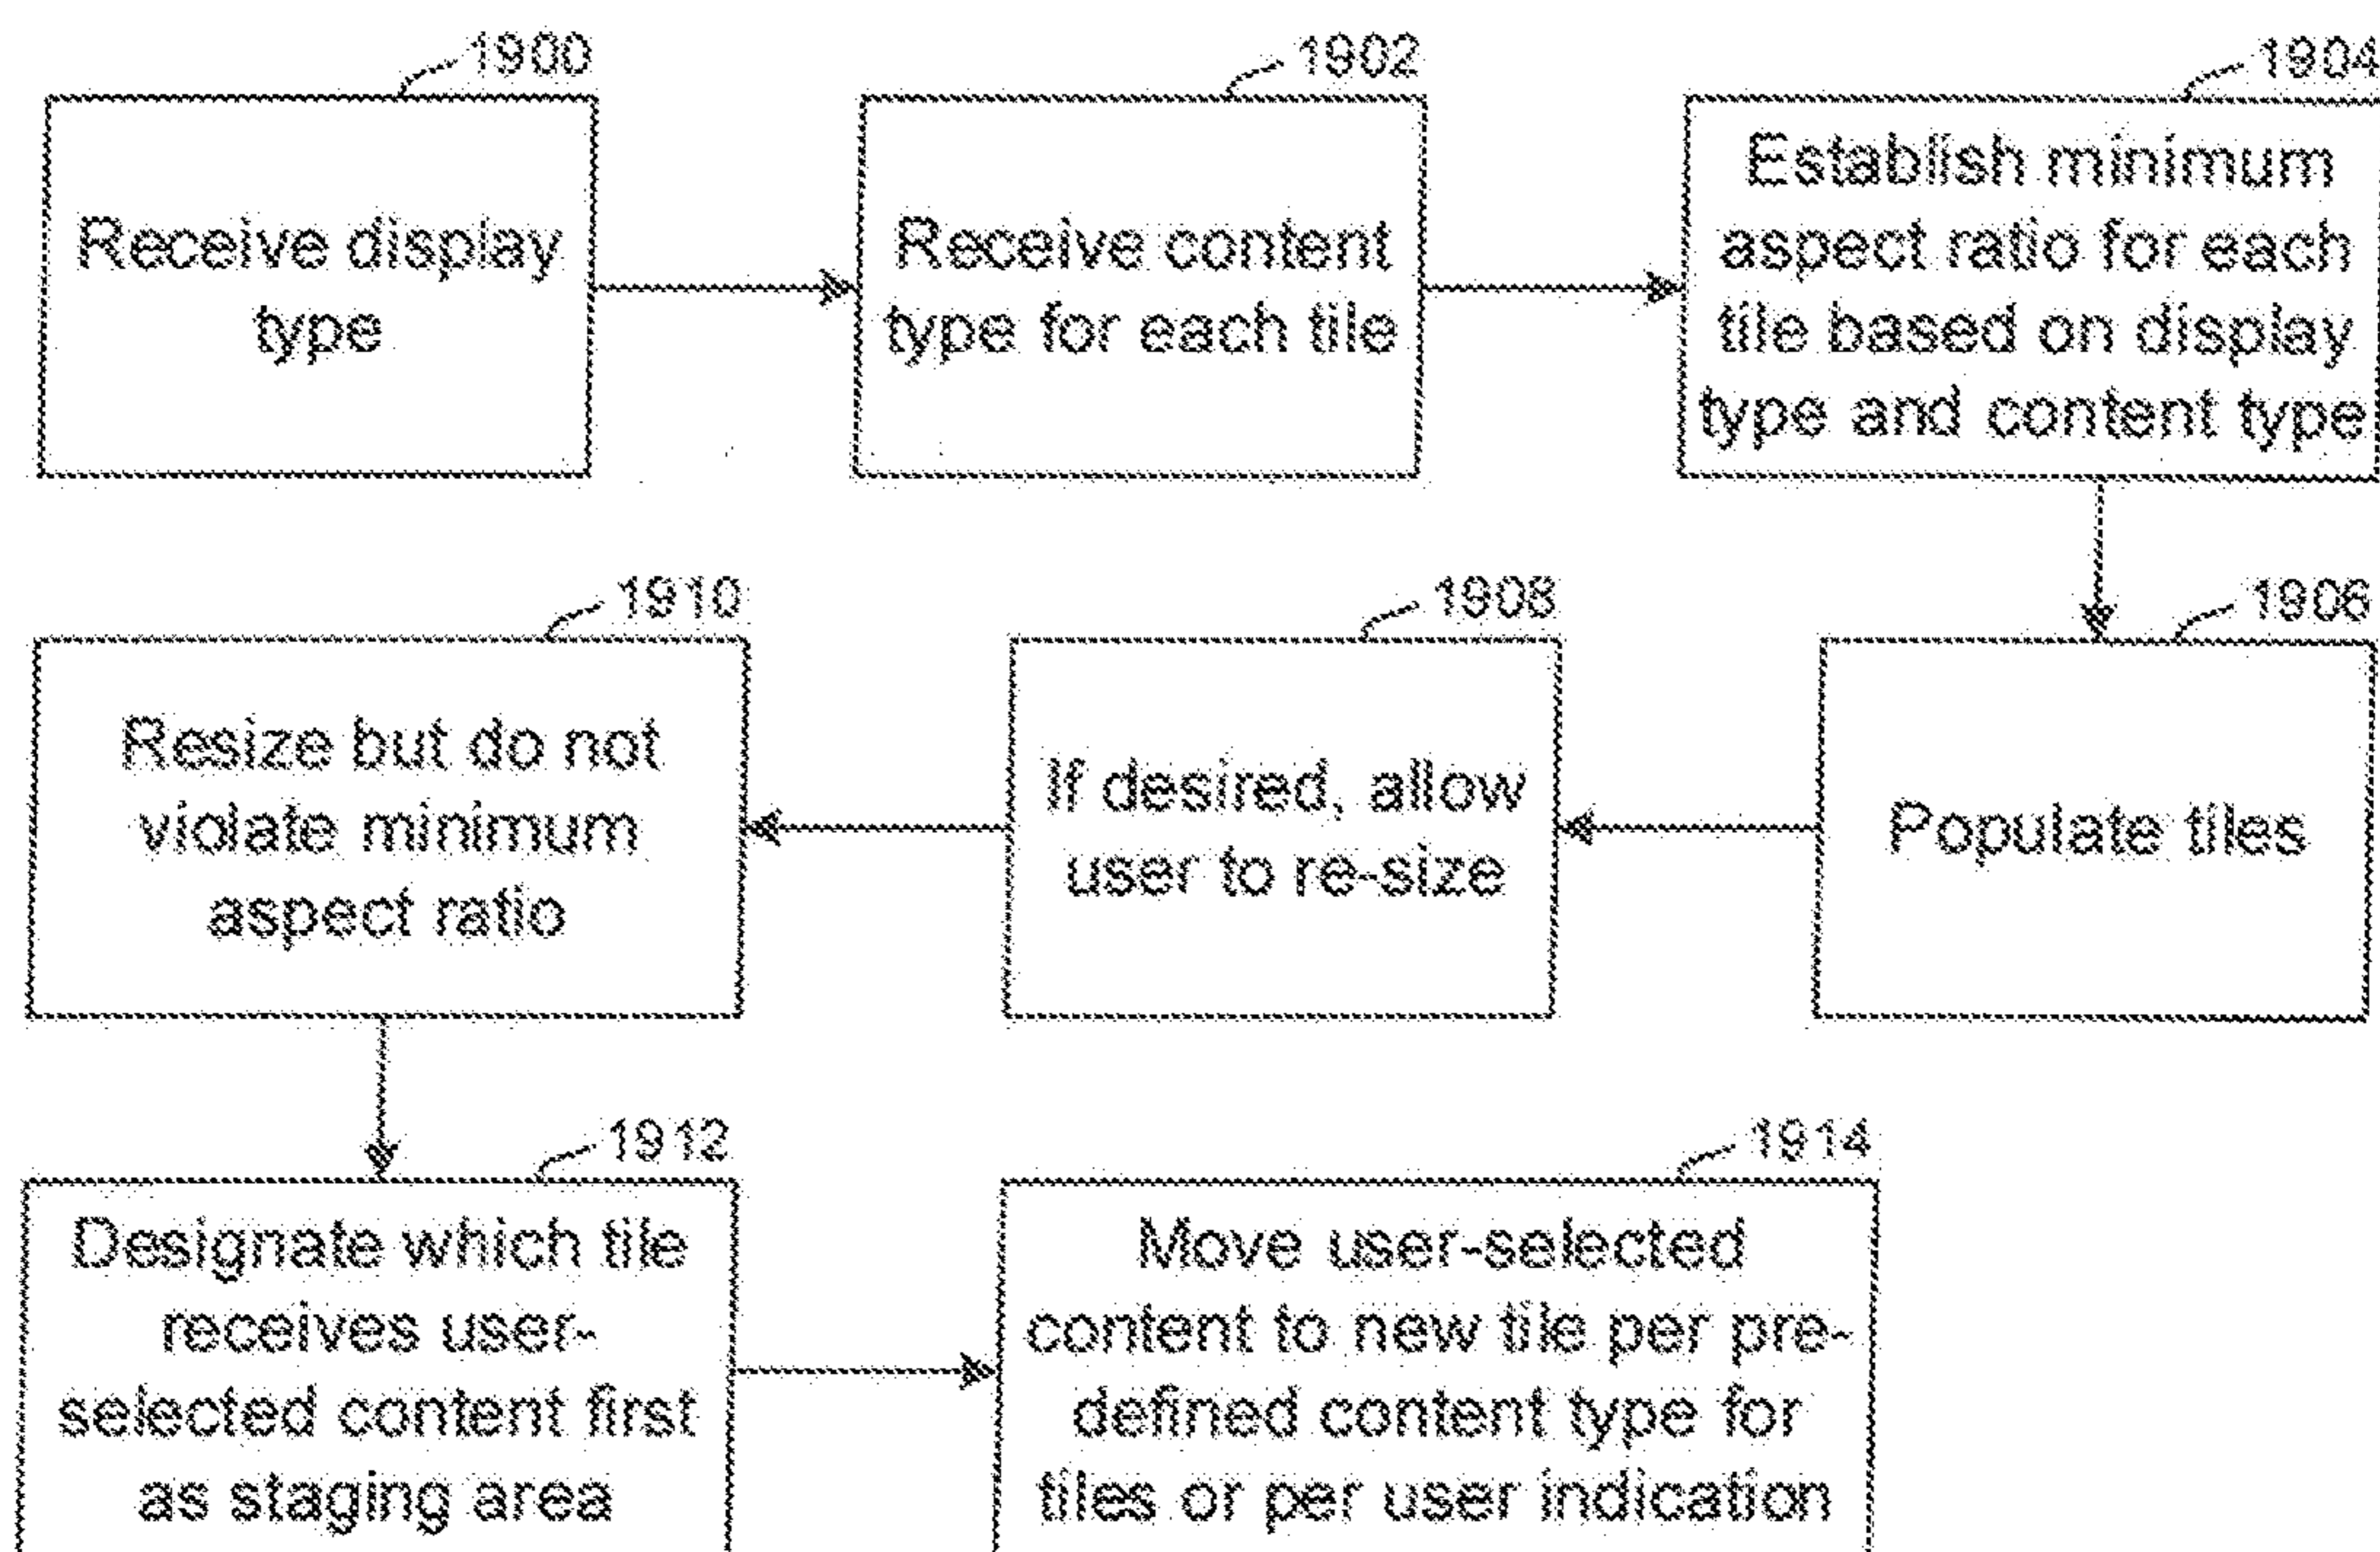 1900
Receive display
type
1902
Receive content
type for each tile
1904
Establish minimum
aspect ratio for each
tile based on display
type and content type
1906
Populate tiles
1908
If desired, allow
user to re-size
1910
Resize but do not
violate minimum
aspect ratio
1912
Designate which tile
receives user-
selected content first
as staging area
1914
Move user-selected
content to new tile per pre-
defined content type for
tiles or per user indication